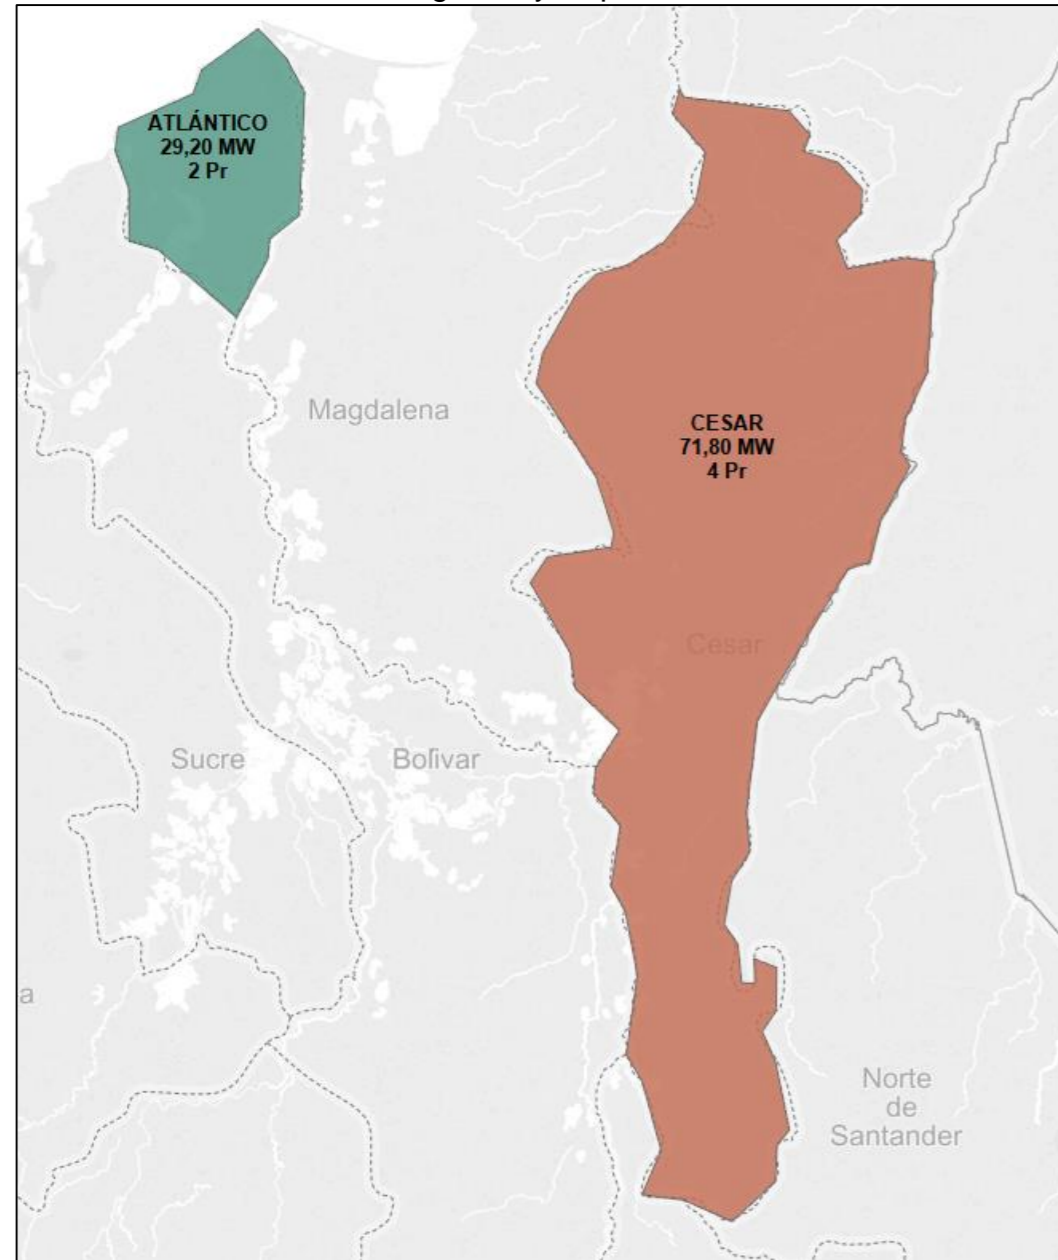 ATLÁNTICO
29,20 MW
2 Pr
Magdalena
CESAR
71,80 MW
4 Pr
Cesar
Sucre
Bolívar
a
Norte
de
Santander